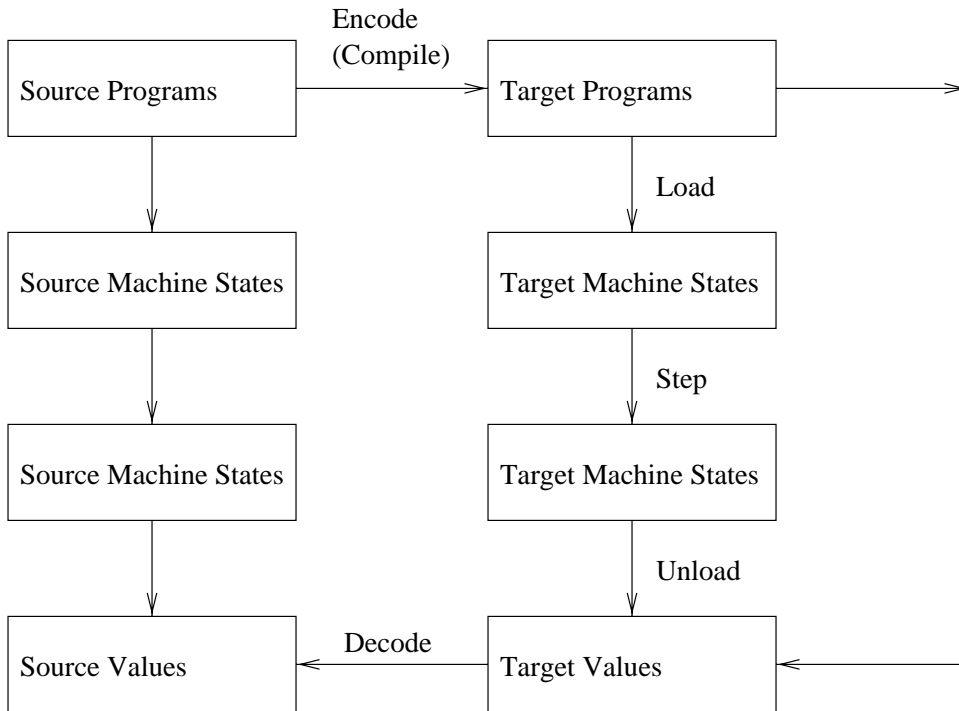 Encode
(Compile)
Source Programs
Target Programs
Load
Source Machine States
Target Machine States
Step
Source Machine States
Target Machine States
Unload
Source Values
Decode
Target Values